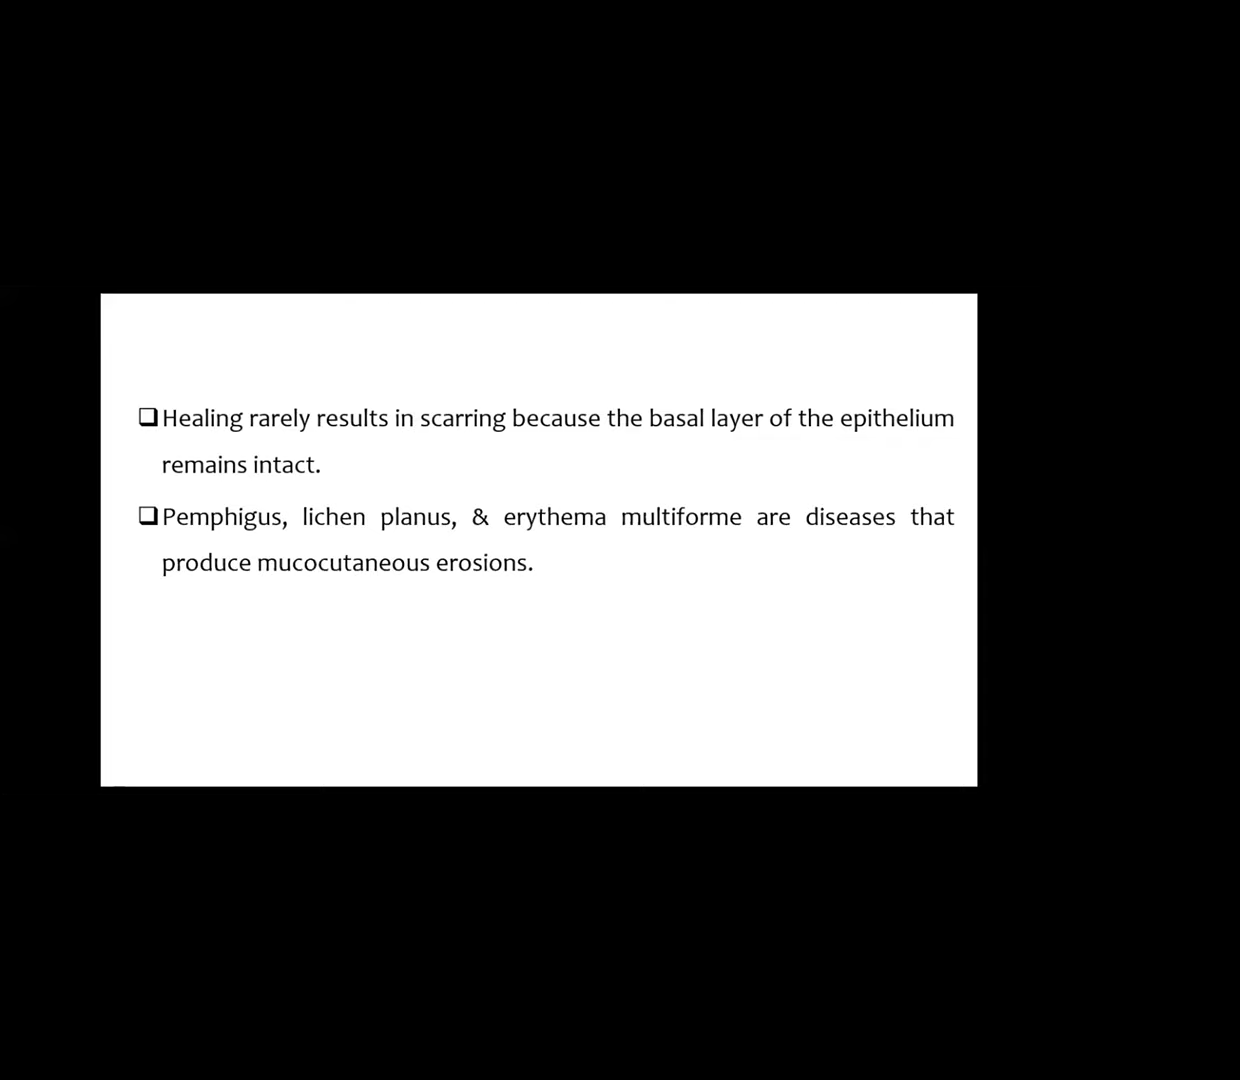 ❑Healing rarely results in scarring because the basal layer of the epithelium
remains intact.
❑Pemphigus, lichen planus, & erythema multiforme are diseases that
produce mucocutaneous erosions.